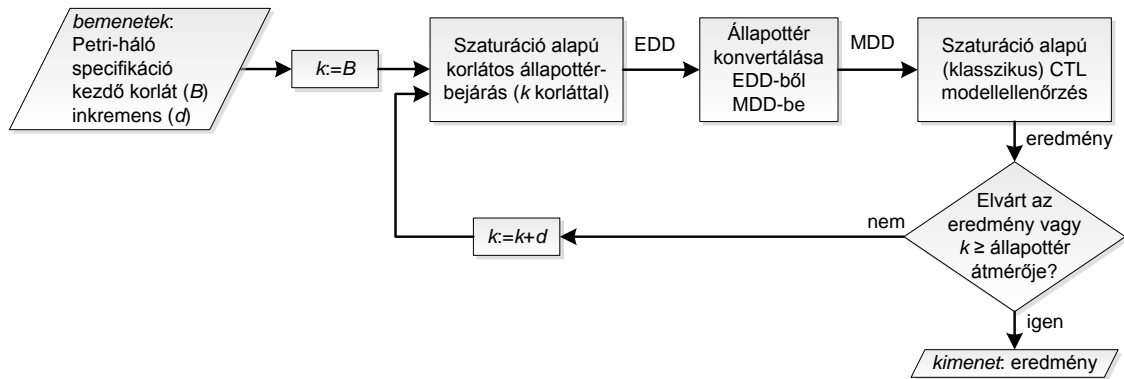 bemenetek:
Petri-háló
specifikáció
kezdő korlát (B)
inkremens (d)
k:=B
Szaturáció alapú
korlátos állapottér-
bejárás (k korláttal)
EDD
Állapottér
konvertálása
EDD-ből
MDD-be
MDD
Szaturáció alapú
(klasszikus) CTL
modellellenőrzés
eredmény
Elvárt az
eredmény vagy
k ≥ állapottér
átmérője?
nem
k:=k+d
igen
kimenet: eredmény